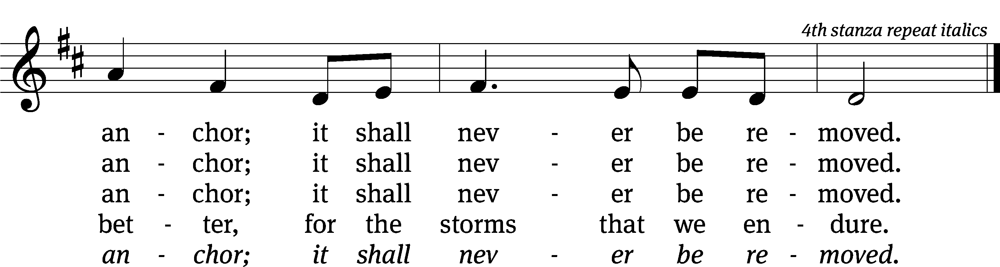 4th stanza repeat italics
an - chor; it shall nev - er be re - moved.
an - chor; it shall nev - er be re - moved.
an - chor; it shall nev - er be re - moved.
bet - ter, for the storms that we en - dure.
an - chor; it shall nev - er be re - moved.